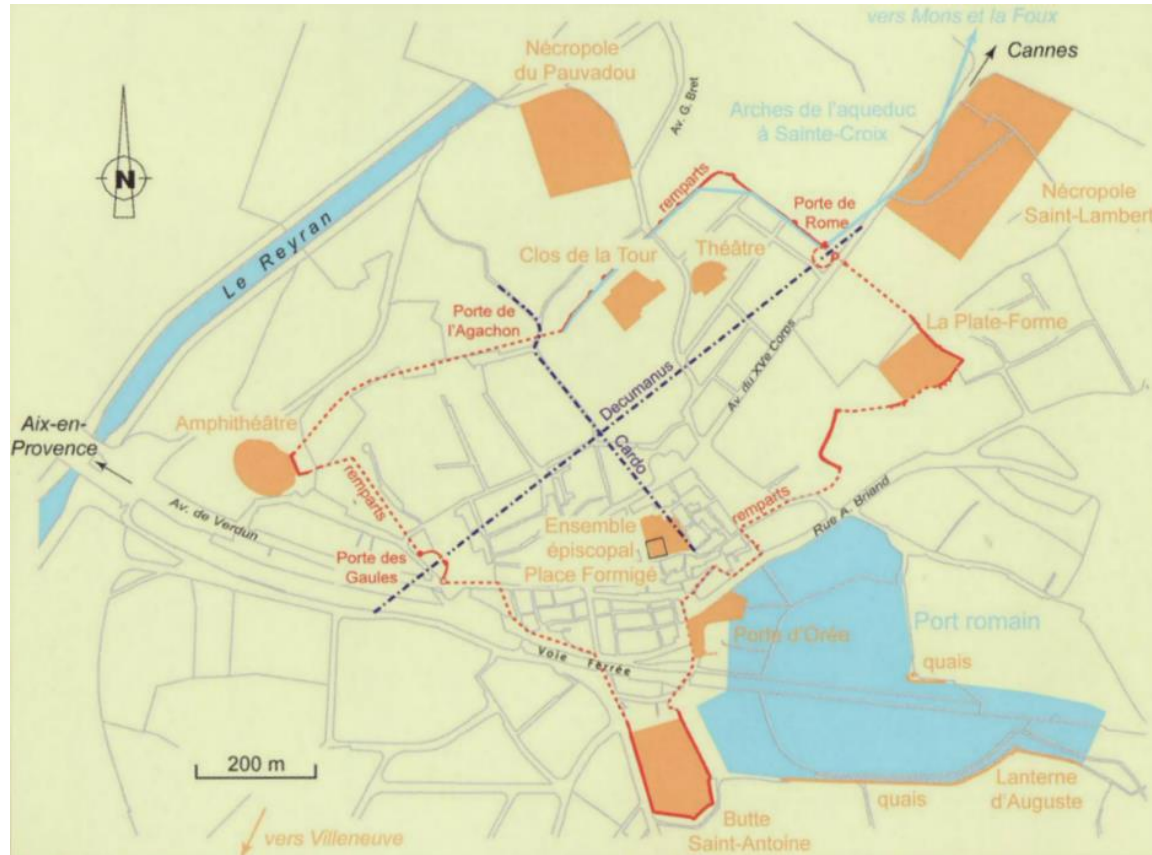 vers Mons et la Foux
Cannes
Nécropole
du Pauvadou
Av. G. Bret
Arches de l'aqueduc
à Sainte-Croix
N
Nécropole
Saint-Lambert
remparts
Porte de
Rome
Le Reyran
Clos de la Tour
Théâtre
Porte de
l'Agachon
La Plate-Forme
Decumanus
Av. du XVe Corps
Amphithéâtre
Aix-en-
Provence
Cardo
remparts
remparts
Rue A. Briand
Av. de Verdun
Ensemble
épiscopal
Place Formigé
Porte des
Gaules
Porte d'Orée
Port romain
Voie Ferrée
quais
200 m
quais
Lanterne
d'Auguste
Butte
Saint-Antoine
vers Villeneuve